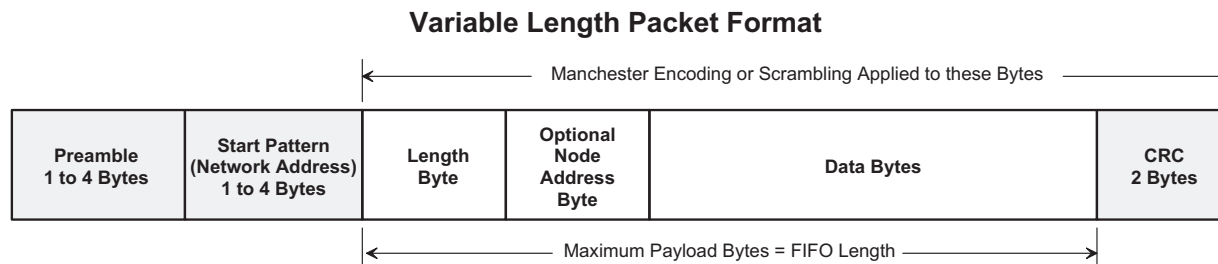 Variable Length Packet Format
Manchester Encoding or Scrambling Applied to these Bytes
Preamble
1 to 4 Bytes
Start Pattern
(Network Address)
1 to 4 Bytes
Length
Byte
Optional
Node
Address
Byte
Data Bytes
CRC
2 Bytes
Maximum Payload Bytes = FIFO Length